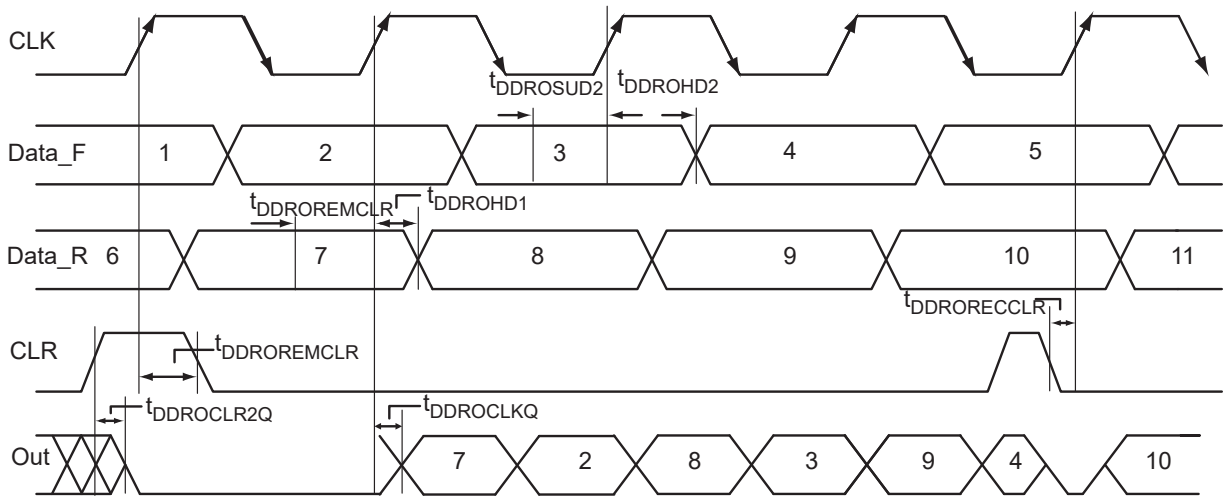 CLK
tDDROSUD2 tDDROHD2
Data_F 1 2 3 4 5
tDDROREMCLR tDDROHD1
Data_R 6 7 8 9 10 11
tDDRORECCLR
CLR tDDROREMCLR
tDDROCLR2Q tDDROCLKQ
Out 7 2 8 3 9 4 10